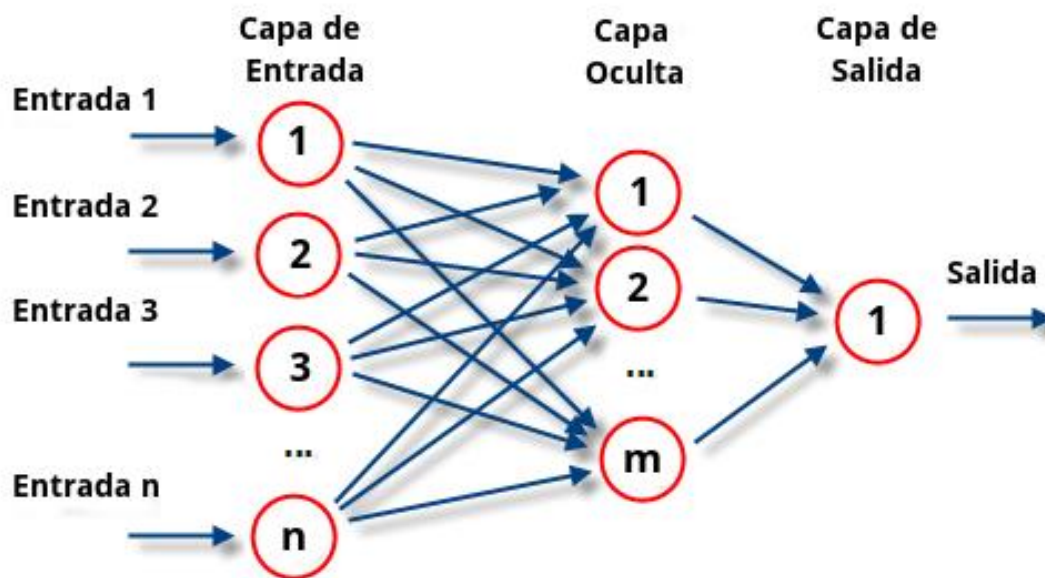 Capa de
Entrada
Capa
Oculta
Capa de
Salida
Entrada 1
1
1
Entrada 2
2
2
Salida
1
Entrada 3
3
...
m
...
Entrada n
n